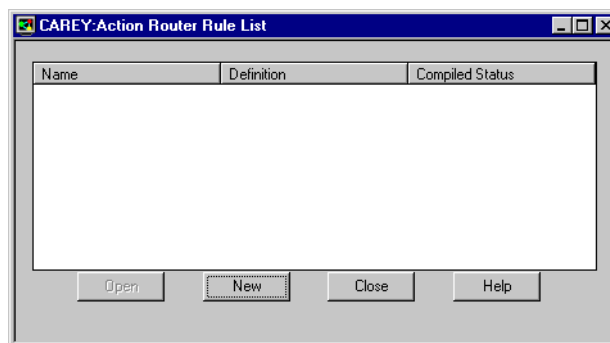 CAREY:Action Router Rule List
Name Definition Compiled Status
Open New Close Help